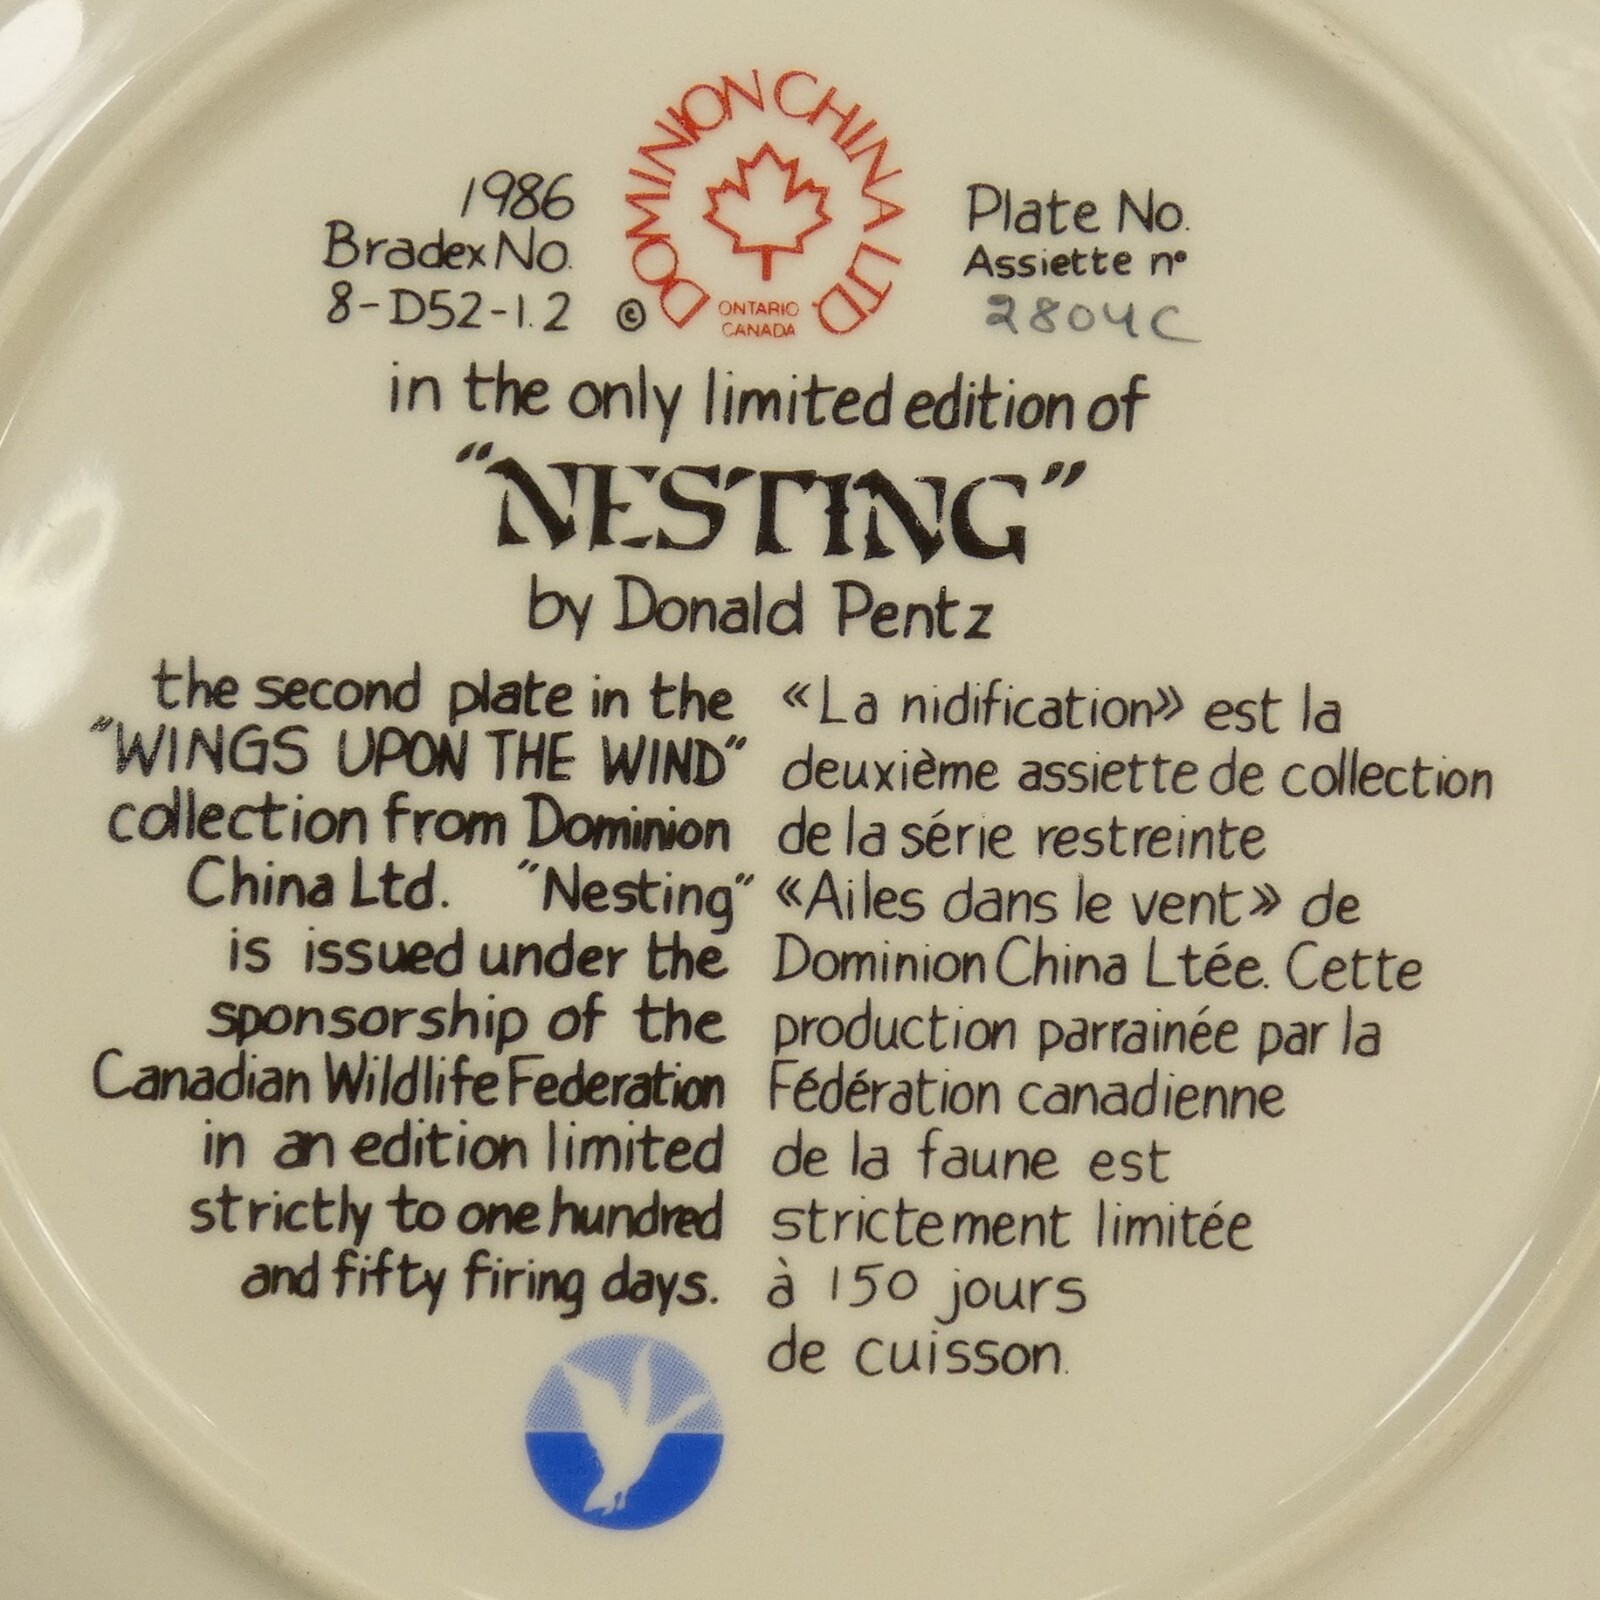 1986
Bradex No.
8-D52-1.2
©
DOMINION CHINA LTD.
ONTARIO
CANADA
Plate No.
Assiette nº
2804C
in the only limited edition of
"NESTING"
by Donald Pentz
the second plate in the
"WINGS UPON THE WIND"
collection from Dominion
China Ltd. "Nesting"
is issued under the
sponsorship of the
Canadian Wildlife Federation
in an edition limited
strictly to one hundred
and fifty firing days.
«La nidification» est la
deuxième assiette de collection
de la série restreinte
«Ailes dans le vent» de
Dominion China Ltée. Cette
production parrainée par la
Fédération canadienne
de la faune est
strictement limitée
à 150 jours
de cuisson.